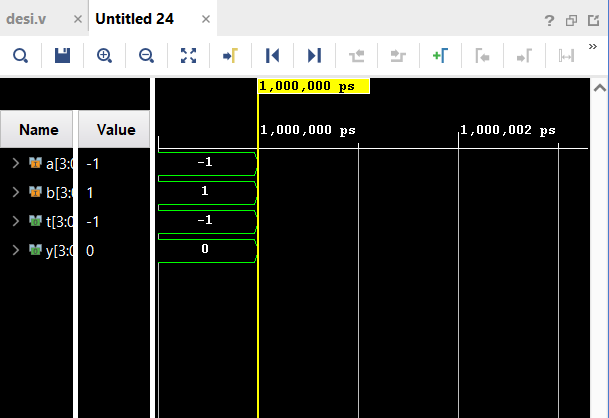 desi.v × Untitled 24 ×
? 
»
1,000,000 ps
Name Value
1,000,000 ps 1,000,002 ps
a[3:0 -1 -1
b[3:0 1 1
t[3:0 -1 -1
y[3:0 0 0